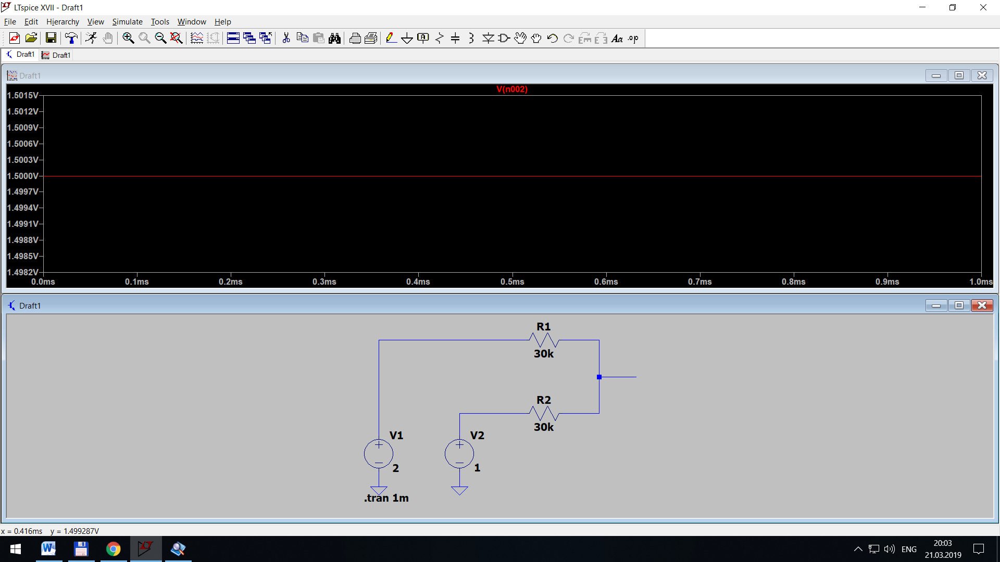 LTspice XVII - Draft1
File Edit Hierarchy View Simulate Tools Window Help
Draft1 Draft1
Draft1
V(n002)
1.5015V
1.5012V
1.5009V
1.5006V
1.5003V
1.5000V
1.4997V
1.4994V
1.4991V
1.4988V
1.4985V
1.4982V
0.0ms 0.1ms 0.2ms 0.3ms 0.4ms 0.5ms 0.6ms 0.7ms 0.8ms 0.9ms 1.0ms
Draft1
R1
30k
R2
30k
V1
2
V2
1
.tran 1m
x = 0.416ms y = 1.499287V
ENG
20:03
21.03.2019